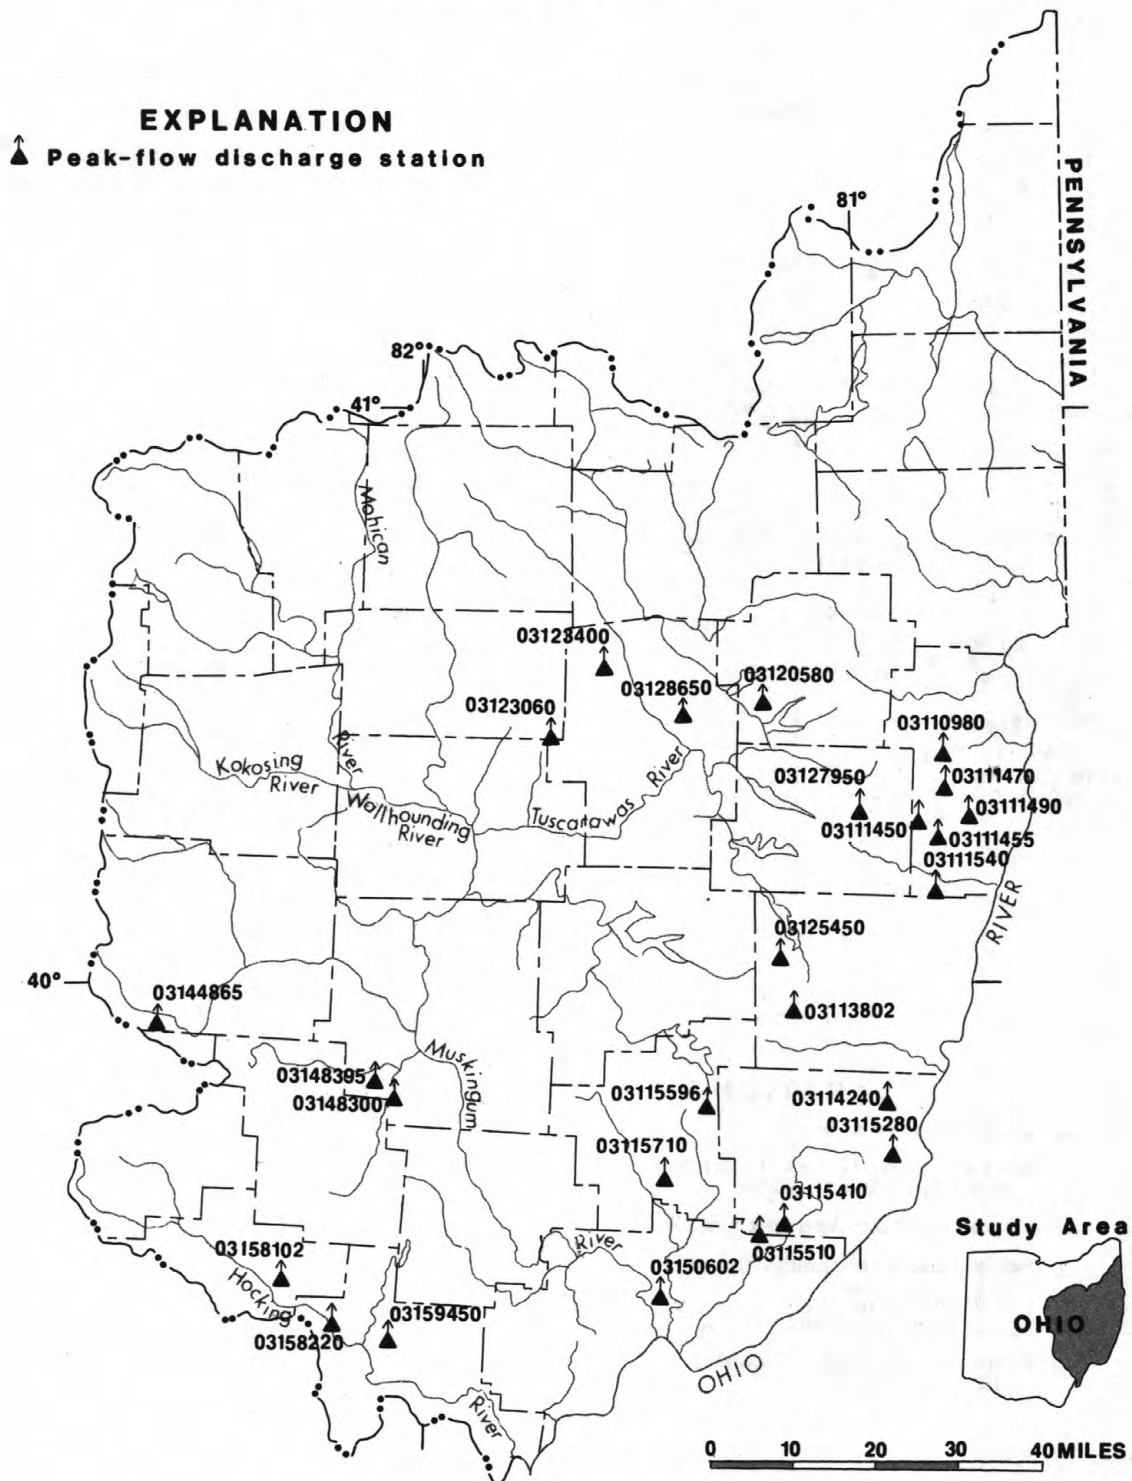 EXPLANATION
Peak-flow discharge station
PENNSYLVANIA
81°
82°
41°
Mohican
03123400
03128650
03120580
03123060
03110980
River
Kokosing
River
River
03127950
03111470
Wallhounding
River
Tuscarawas
03111490
03111450
03111455
03111540
RIVER
03125450
40°
03144865
03113802
Muskingum
03148395
03148300
03115596
03114240
03115280
03115710
03115410
Study Area
River
03115510
03158102
03150602
Hocking
03159450
OHIO
03158220
OHIO
River
0 10 20 30 40 MILES